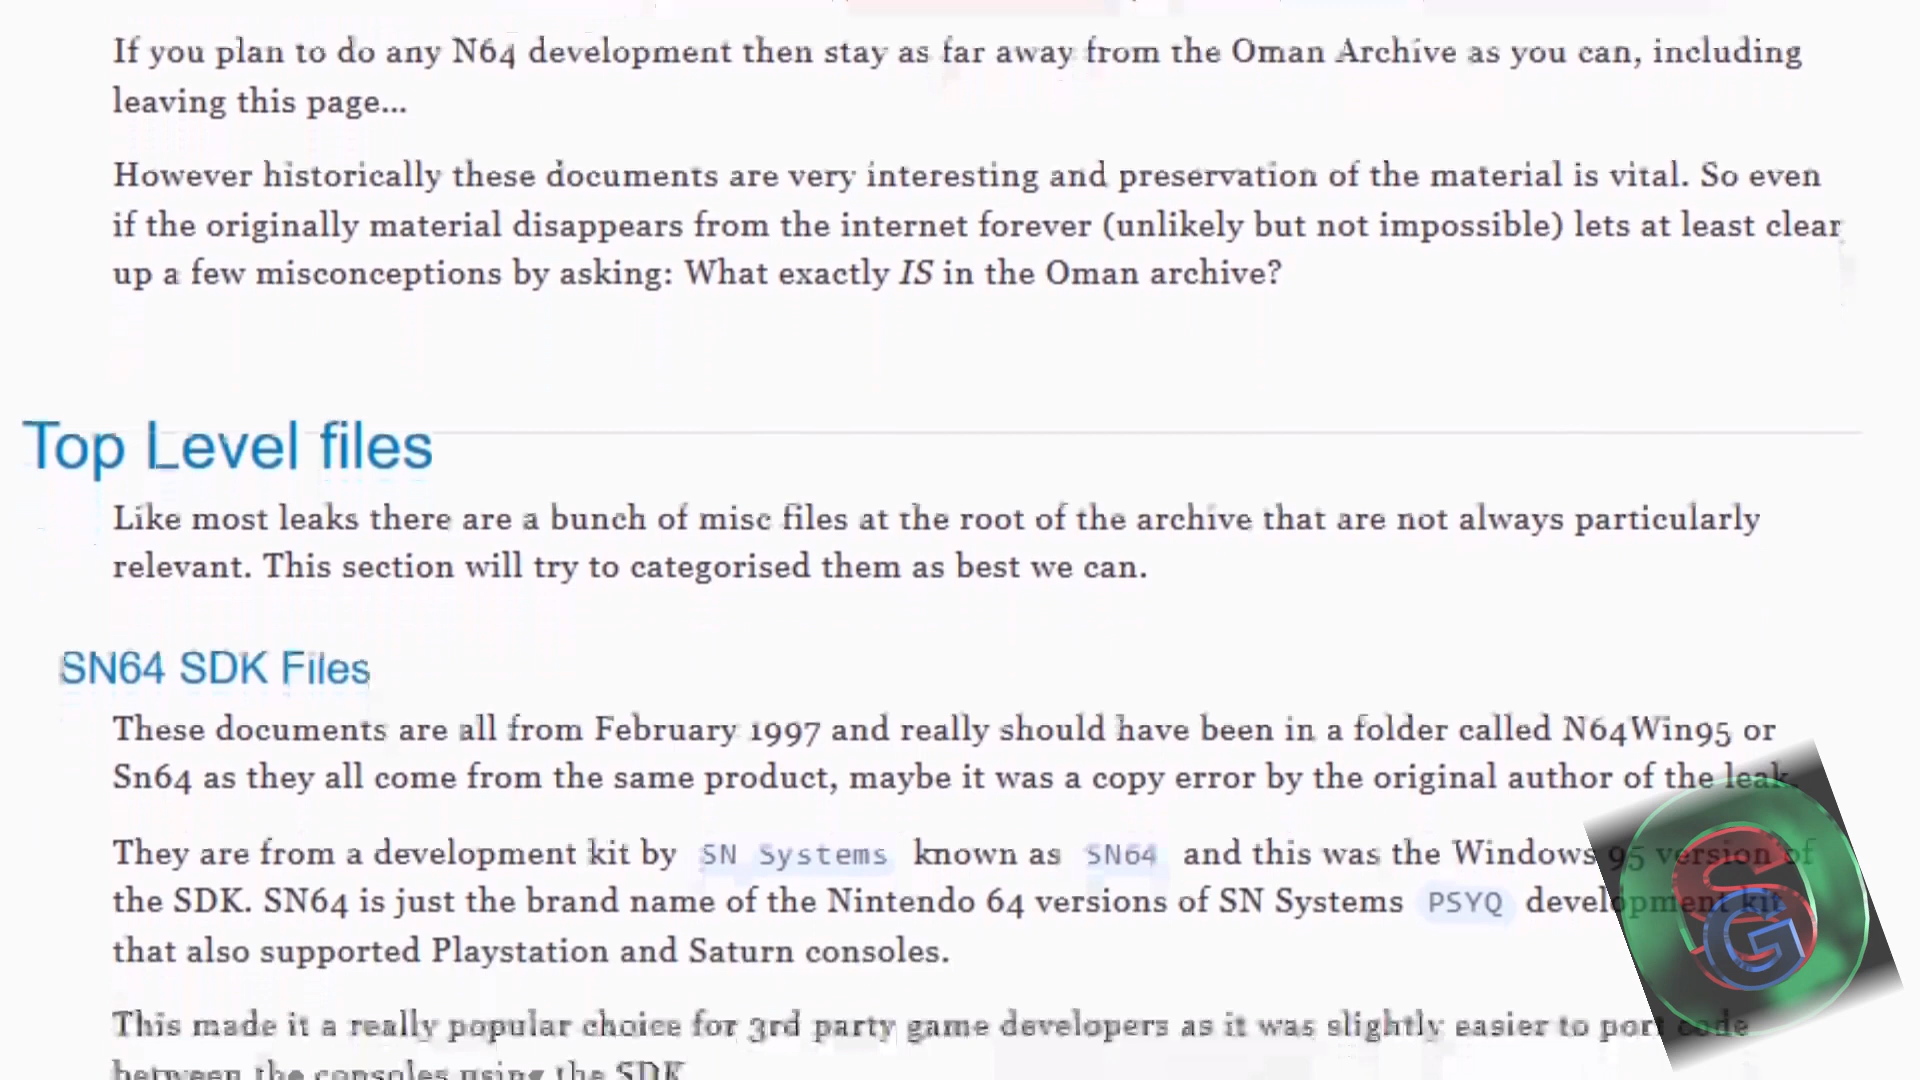 If you plan to do any N64 development then stay as far away from the Oman Archive as you can, including
leaving this page...
However historically these documents are very interesting and preservation of the material is vital. So even
if the originally material disappears from the internet forever (unlikely but not impossible) lets at least clear
up a few misconceptions by asking: What exactly IS in the Oman archive?
Top Level files
Like most leaks there are a bunch of misc files at the root of the archive that are not always particularly
relevant. This section will try to categorised them as best we can.
SN64 SDK Files
These documents are all from February 1997 and really should have been in a folder called N64Win95 or
Sn64 as they all come from the same product, maybe it was a copy error by the original author of the leak.
They are from a development kit by SN Systems known as SN64 and this was the Windows 95 version of
the SDK. SN64 is just the brand name of the Nintendo 64 versions of SN Systems PSYQ development kit
that also supported Playstation and Saturn consoles.
This made it a really popular choice for 3rd party game developers as it was slightly easier to port code
between the consoles using the SDK
SG